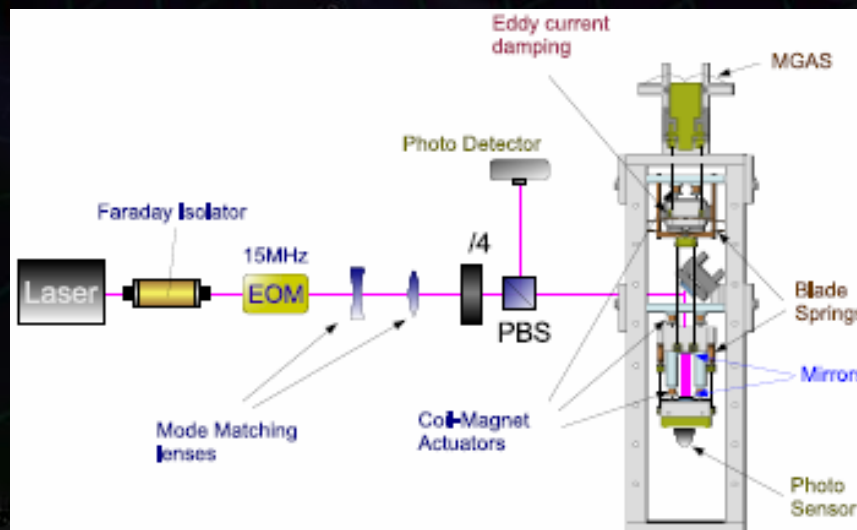 Eddy current
damping
MGAS
Photo Detector
Faraday Isolator
/4
15MHz
Laser
EOM
PBS
Blade
Springs
Mirrors
Mode Matching
lenses
Coil-Magnet
Actuators
Photo
Sensor